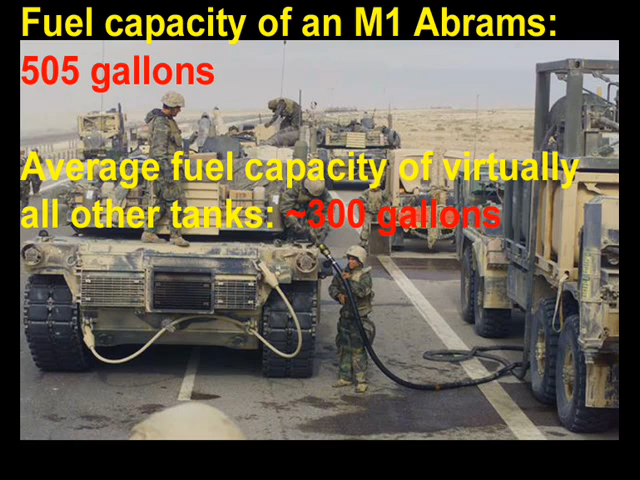 Fuel capacity of an M1 Abrams:
505 gallons
Average fuel capacity of virtually
all other tanks: ~300 gallons